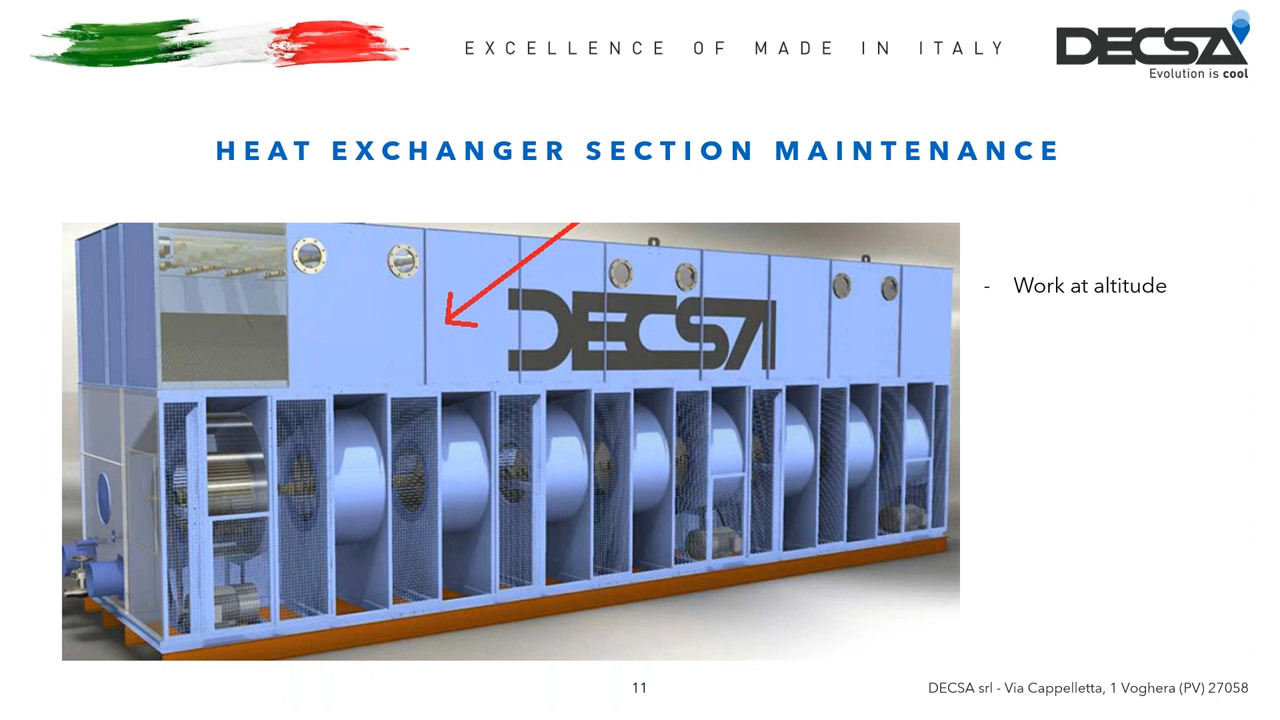 EXCELLENCE OF MADE IN ITALY
DECSA
Evolution is cool
HEAT EXCHANGER SECTION MAINTENANCE
DECSA
- Work at altitude
11
DECSA srl - Via Cappelletta, 1 Voghera (PV) 27058